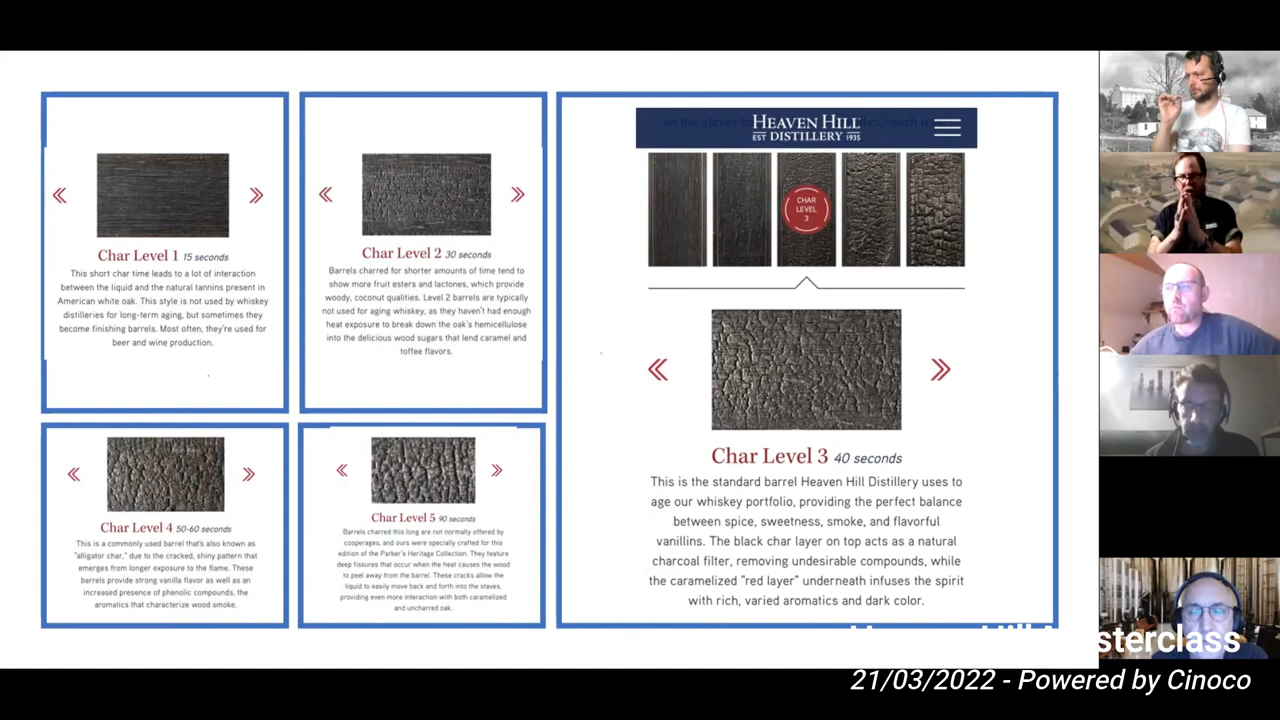 Char Level 1 15 seconds
This short char time leads to a lot of interaction
between the liquid and the natural tannins present in
American white oak. This style is not used by whiskey
distilleries for long-term aging, but sometimes they
become finishing barrels. Most often, they're used for
beer and wine production.
Char Level 2 30 seconds
Barrels charred for shorter amounts of time tend to
show more fruit esters and lactones, which provide
woody, coconut qualities. Level 2 barrels are typically
not used for aging whiskey, as they haven't had enough
heat exposure to break down the oak's hemicellulose
into the delicious wood sugars that lend caramel and
toffee flavors.
HEAVEN HILL
EST DISTILLERY 1935
CHAR
LEVEL
3
Char Level 3 40 seconds
This is the standard barrel Heaven Hill Distillery uses to
age our whiskey portfolio, providing the perfect balance
between spice, sweetness, smoke, and flavorful
vanillins. The black char layer on top acts as a natural
charcoal filter, removing undesirable compounds, while
the caramelized "red layer" underneath infuses the spirit
with rich, varied aromatics and dark color.
Char Level 4 50-60 seconds
This is a commonly used barrel that's also known as
"alligator char," due to the cracked, shiny pattern that
emerges from longer exposure to the flame. These
barrels provide strong vanilla flavor as well as an
increased presence of phenolic compounds, the
aromatics that characterize wood smoke.
Char Level 5 90 seconds
Barrels charred this long are not normally offered by
cooperages, and ours were specially crafted for this
edition of the Parker's Heritage Collection. They feature
deep fissures that occur when the heat causes the wood
to peel away from the barrel. These cracks allow the
liquid to easily move back and forth into the staves,
providing even more interaction with both caramelized
and uncharred oak.
sterclass
21/03/2022 - Powered by Cinoco